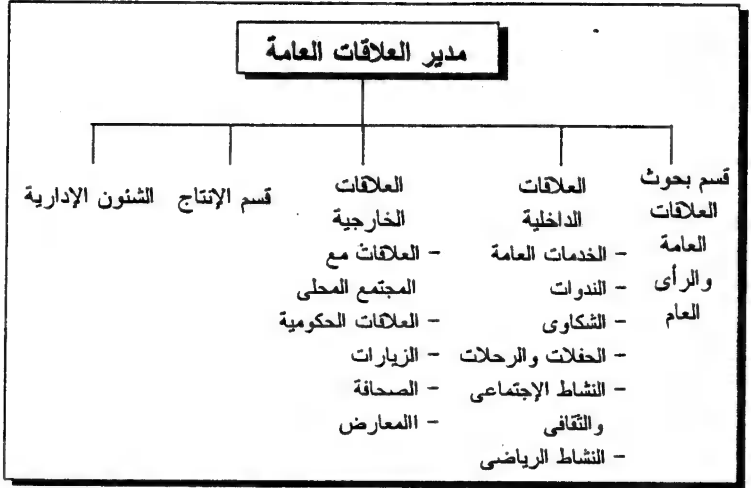 مدير العلاقات العامة
قسم بحوث
العلاقات
العامة
والرأى
العام
العلاقات
الداخلية
- الخدمات العامة
- الندوات
- الشكاوى
- الحفلات والرحلات
- النشاط الإجتماعى
والثقافى
- النشاط الرياضى
العلاقات
الخارجية
- العلاقات مع
المجتمع المحلى
- العلاقات الحكومية
- الزيارات
- الصحافة
- االمعارض
قسم الإنتاج
الشئون الإدارية